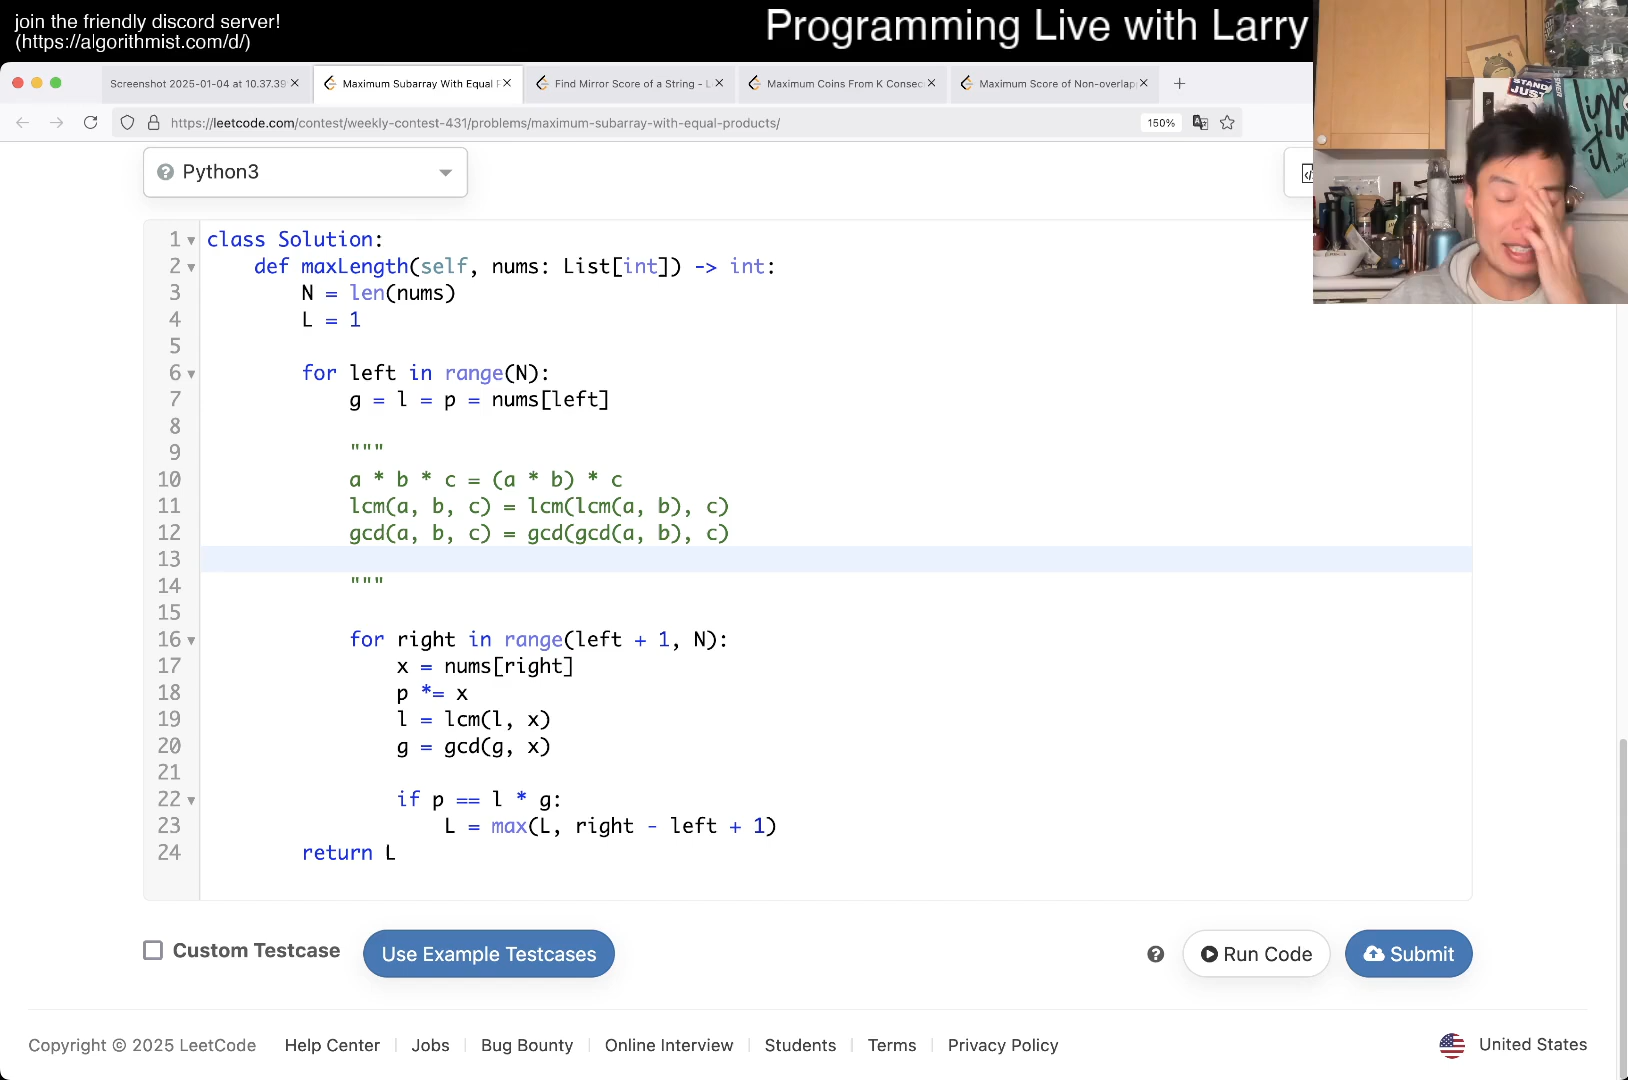 join the friendly discord server!
(https://algorithmist.com/d/)
Programming Live with Larry
Screenshot 2025-01-04 at 10.37.39
Maximum Subarray With Equal P
Find Mirror Score of a String - L
Maximum Coins From K Consec
Maximum Score of Non-overlap
https://leetcode.com/contest/weekly-contest-431/problems/maximum-subarray-with-equal-products/
150%
Python3
1 class Solution:
2 def maxLength(self, nums: List[int]) -> int:
3 N = len(nums)
4 L = 1
5
6 for left in range(N):
7 g = l = p = nums[left]
8
9 """
10 a * b * c = (a * b) * c
11 lcm(a, b, c) = lcm(lcm(a, b), c)
12 gcd(a, b, c) = gcd(gcd(a, b), c)
13
14 """
15
16 for right in range(left + 1, N):
17 x = nums[right]
18 p *= x
19 l = lcm(l, x)
20 g = gcd(g, x)
21
22 if p == l * g:
23 L = max(L, right - left + 1)
24 return L
Custom Testcase
Use Example Testcases
? Run Code
Submit
Copyright © 2025 LeetCode
Help Center | Jobs | Bug Bounty | Online Interview | Students | Terms | Privacy Policy
United States
STAND
JUST